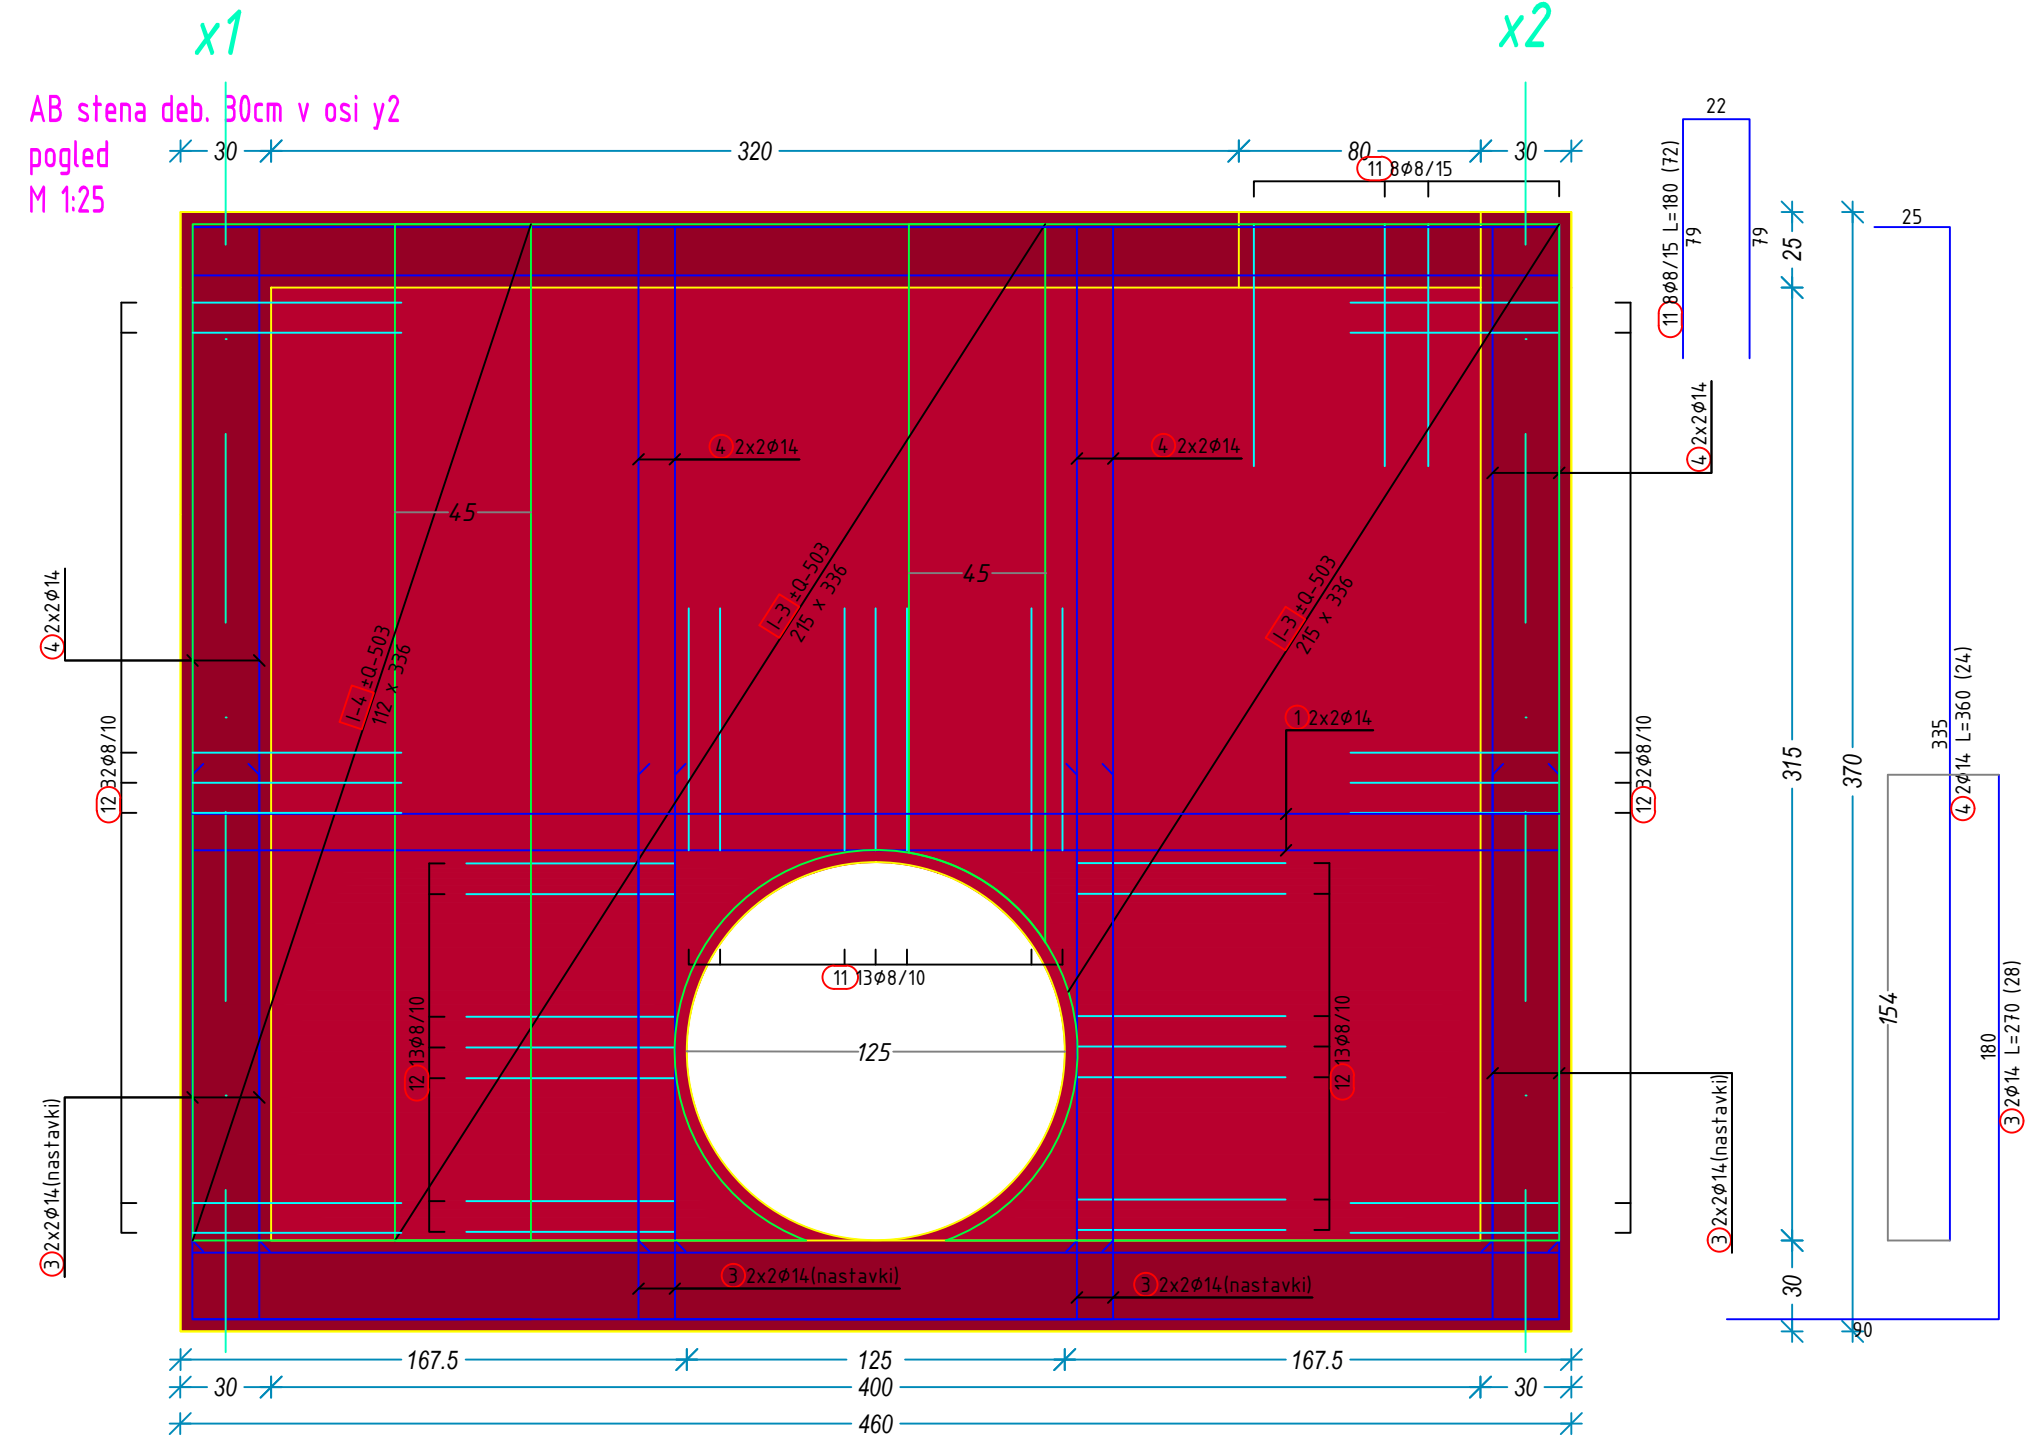 x1
x2
AB stena deb. 30cm v osi y2
pogled
M 1:25
30
320
80
30
11 8ϕ8/15
22
11 8ϕ8/15 L=180 (72)
79
79
25
25
4 2x2ϕ14
4 2x2ϕ14
4 2x2ϕ14
45
45
I-4 ±Q-503
112 x 336
I-3 ±Q-503
215 x 336
I-3 ±Q-503
215 x 336
4 2x2ϕ14
1 2x2ϕ14
12 32ϕ8/10
12 32ϕ8/10
315
370
335
4 2ϕ14 L=360 (24)
11 13ϕ8/10
12 13ϕ8/10
12 13ϕ8/10
125
154
180
3 2ϕ14 L=270 (28)
3 2x2ϕ14(nastavki)
3 2x2ϕ14(nastavki)
3 2x2ϕ14(nastavki)
3 2x2ϕ14(nastavki)
30
90
167.5
125
167.5
30
400
30
460